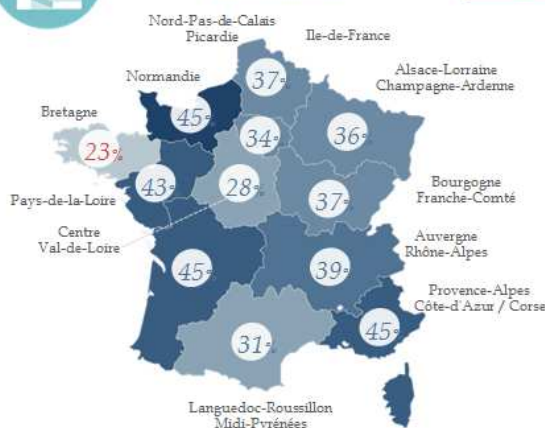 Nord-Pas-de-Calais
Picardie
Ile-de-France
Normandie
Alsace-Lorraine
Champagne-Ardenne
Bretagne
37%
45%
34%
36%
23%
43%
28%
37%
Pays-de-la-Loire
Bourgogne
Franche-Comté
Centre
Val-de-Loire
Auvergne
Rhône-Alpes
45%
39%
Provence-Alpes
Côte-d'Azur / Corse
45%
31%
Languedoc-Roussillon
Midi-Pyrénées